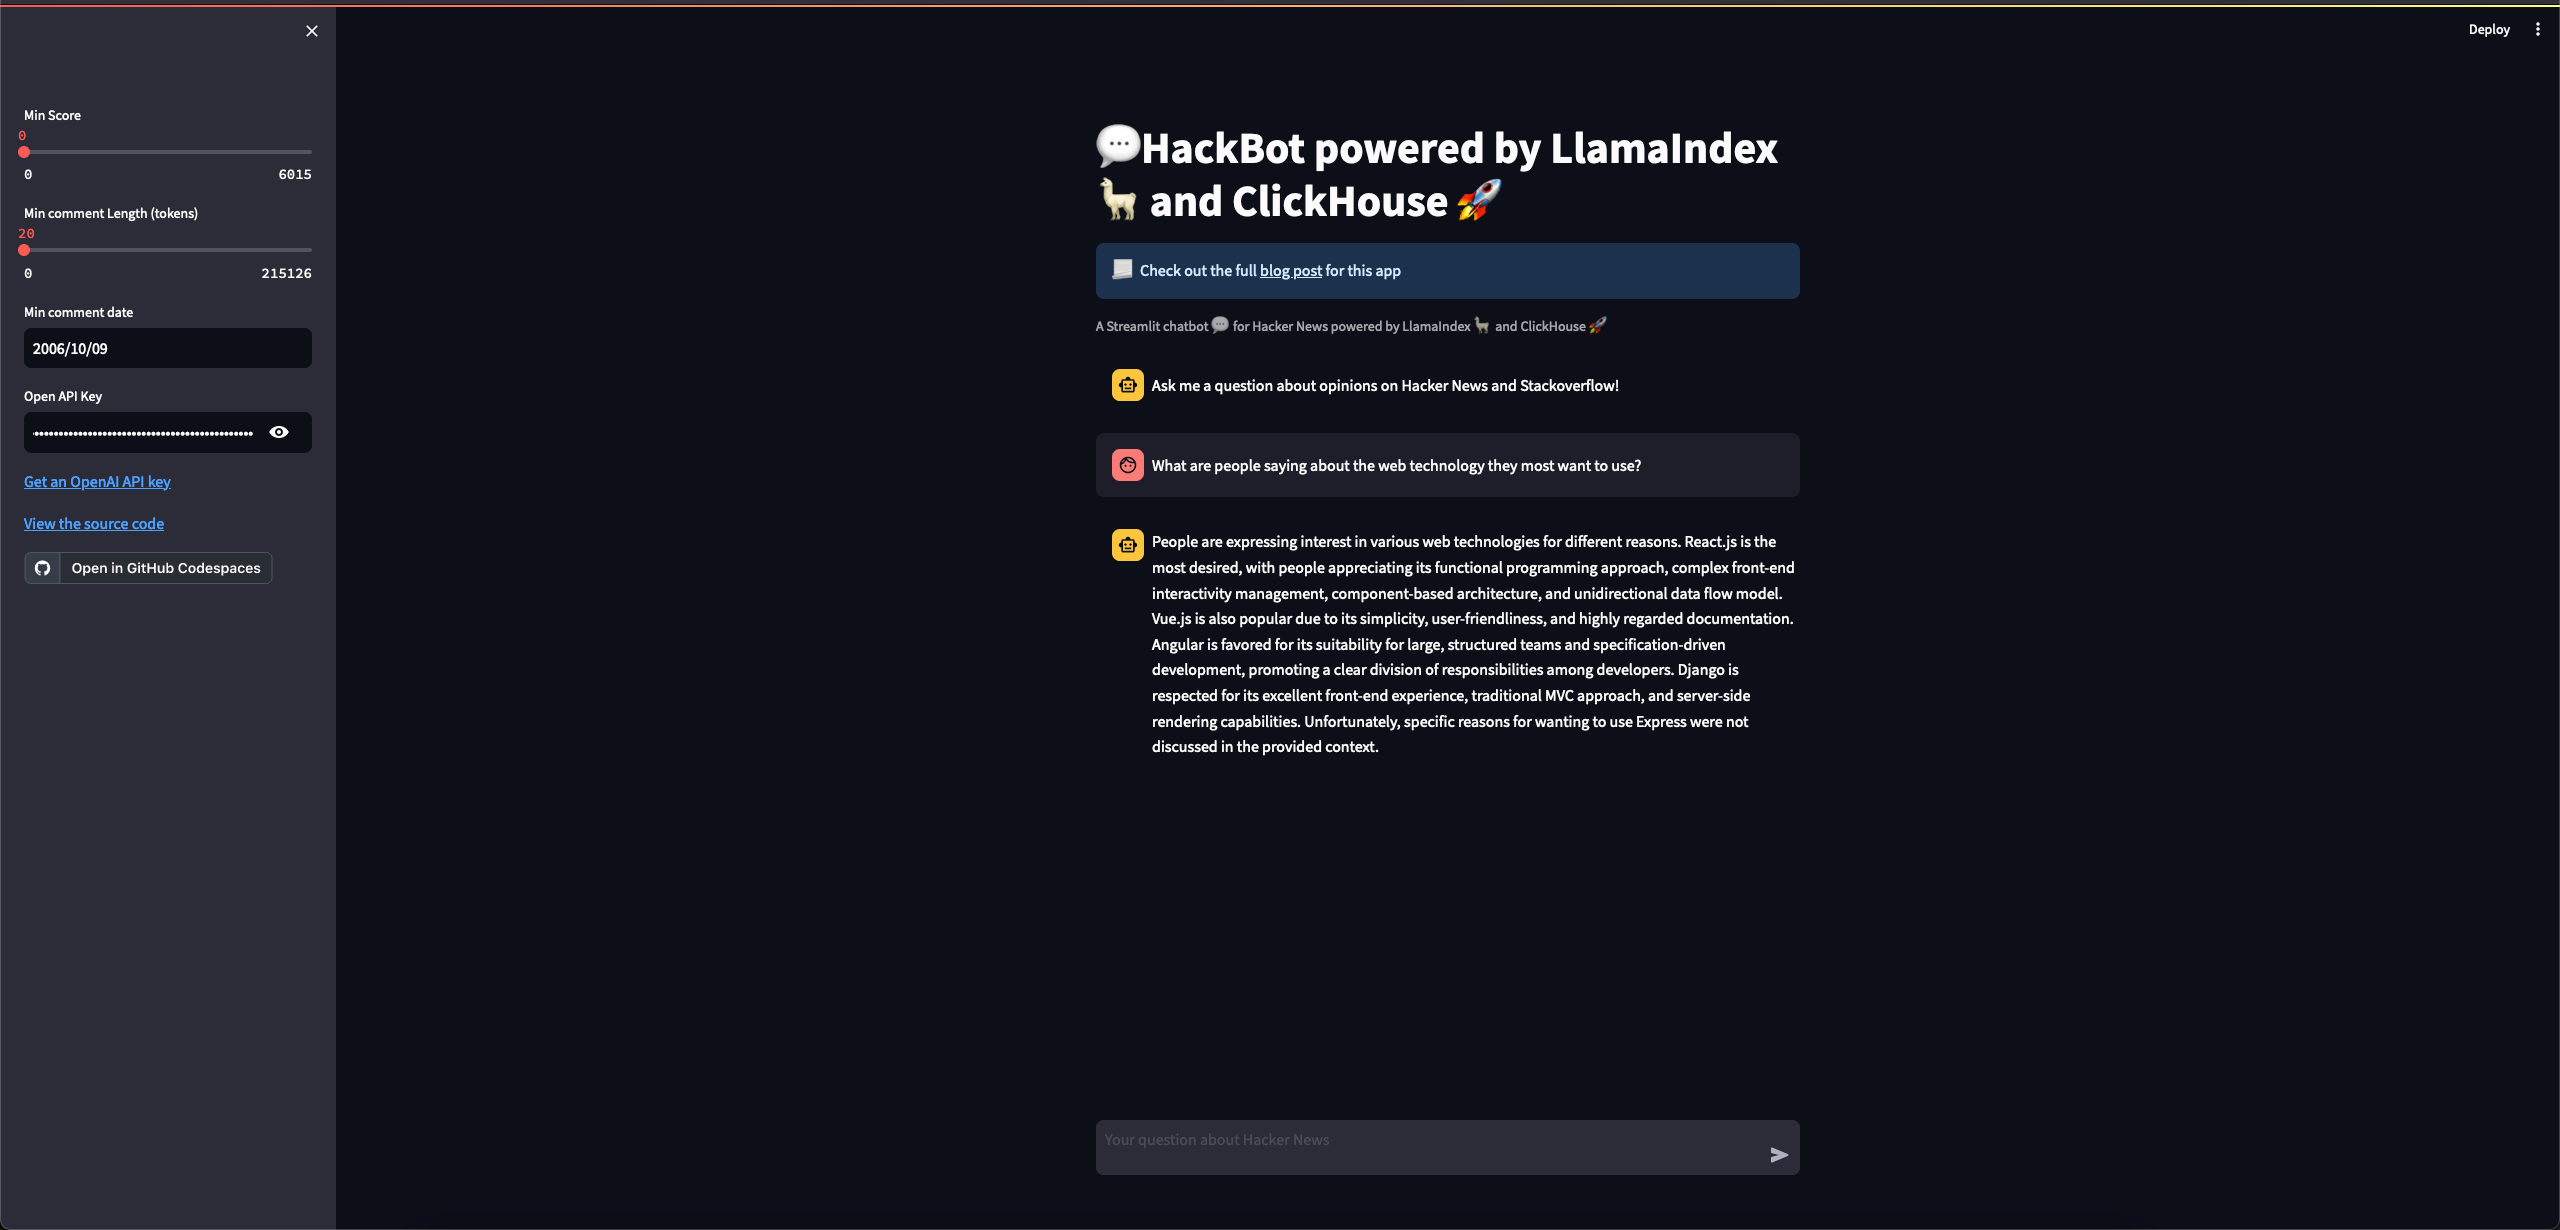 Deploy
Min Score
0
0 6015
Min comment Length (tokens)
20
0 215126
Min comment date
2006/10/09
Open API Key
Get an OpenAI API key
View the source code
Open in GitHub Codespaces
💬HackBot powered by LlamaIndex
🦙 and ClickHouse 🚀
📃 Check out the full blog post for this app
A Streamlit chatbot 💬 for Hacker News powered by LlamaIndex 🦙 and ClickHouse 🚀
Ask me a question about opinions on Hacker News and Stackoverflow!
What are people saying about the web technology they most want to use?
People are expressing interest in various web technologies for different reasons. React.js is the
most desired, with people appreciating its functional programming approach, complex front-end
interactivity management, component-based architecture, and unidirectional data flow model.
Vue.js is also popular due to its simplicity, user-friendliness, and highly regarded documentation.
Angular is favored for its suitability for large, structured teams and specification-driven
development, promoting a clear division of responsibilities among developers. Django is
respected for its excellent front-end experience, traditional MVC approach, and server-side
rendering capabilities. Unfortunately, specific reasons for wanting to use Express were not
discussed in the provided context.
Your question about Hacker News